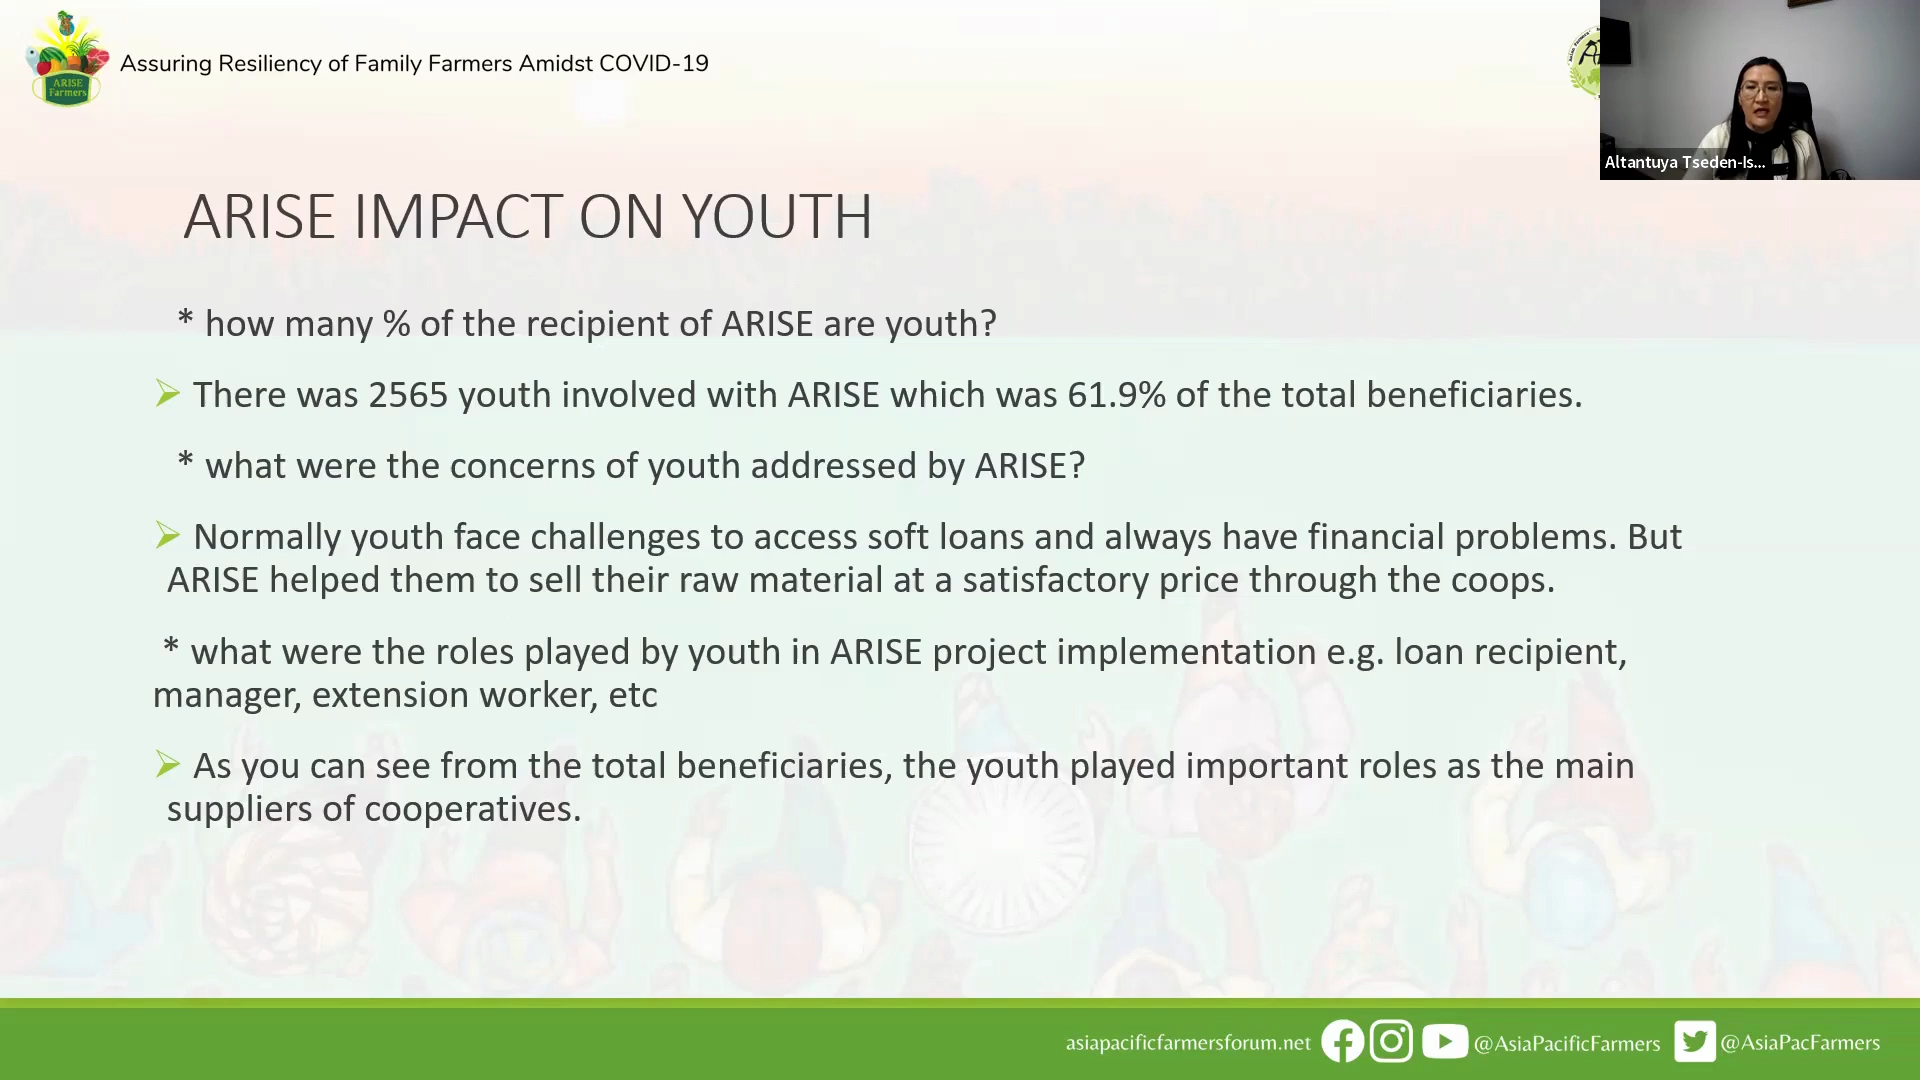 ARISE
Farmers
Assuring Resiliency of Family Farmers Amidst COVID-19
Altantuya Tseden-Is...
ARISE IMPACT ON YOUTH
* how many % of the recipient of ARISE are youth?
There was 2565 youth involved with ARISE which was 61.9% of the total beneficiaries.
* what were the concerns of youth addressed by ARISE?
Normally youth face challenges to access soft loans and always have financial problems. But
ARISE helped them to sell their raw material at a satisfactory price through the coops.
* what were the roles played by youth in ARISE project implementation e.g. loan recipient,
manager, extension worker, etc
As you can see from the total beneficiaries, the youth played important roles as the main
suppliers of cooperatives.
asiapacificfarmersforum.net @AsiaPacificFarmers @AsiaPacFarmers